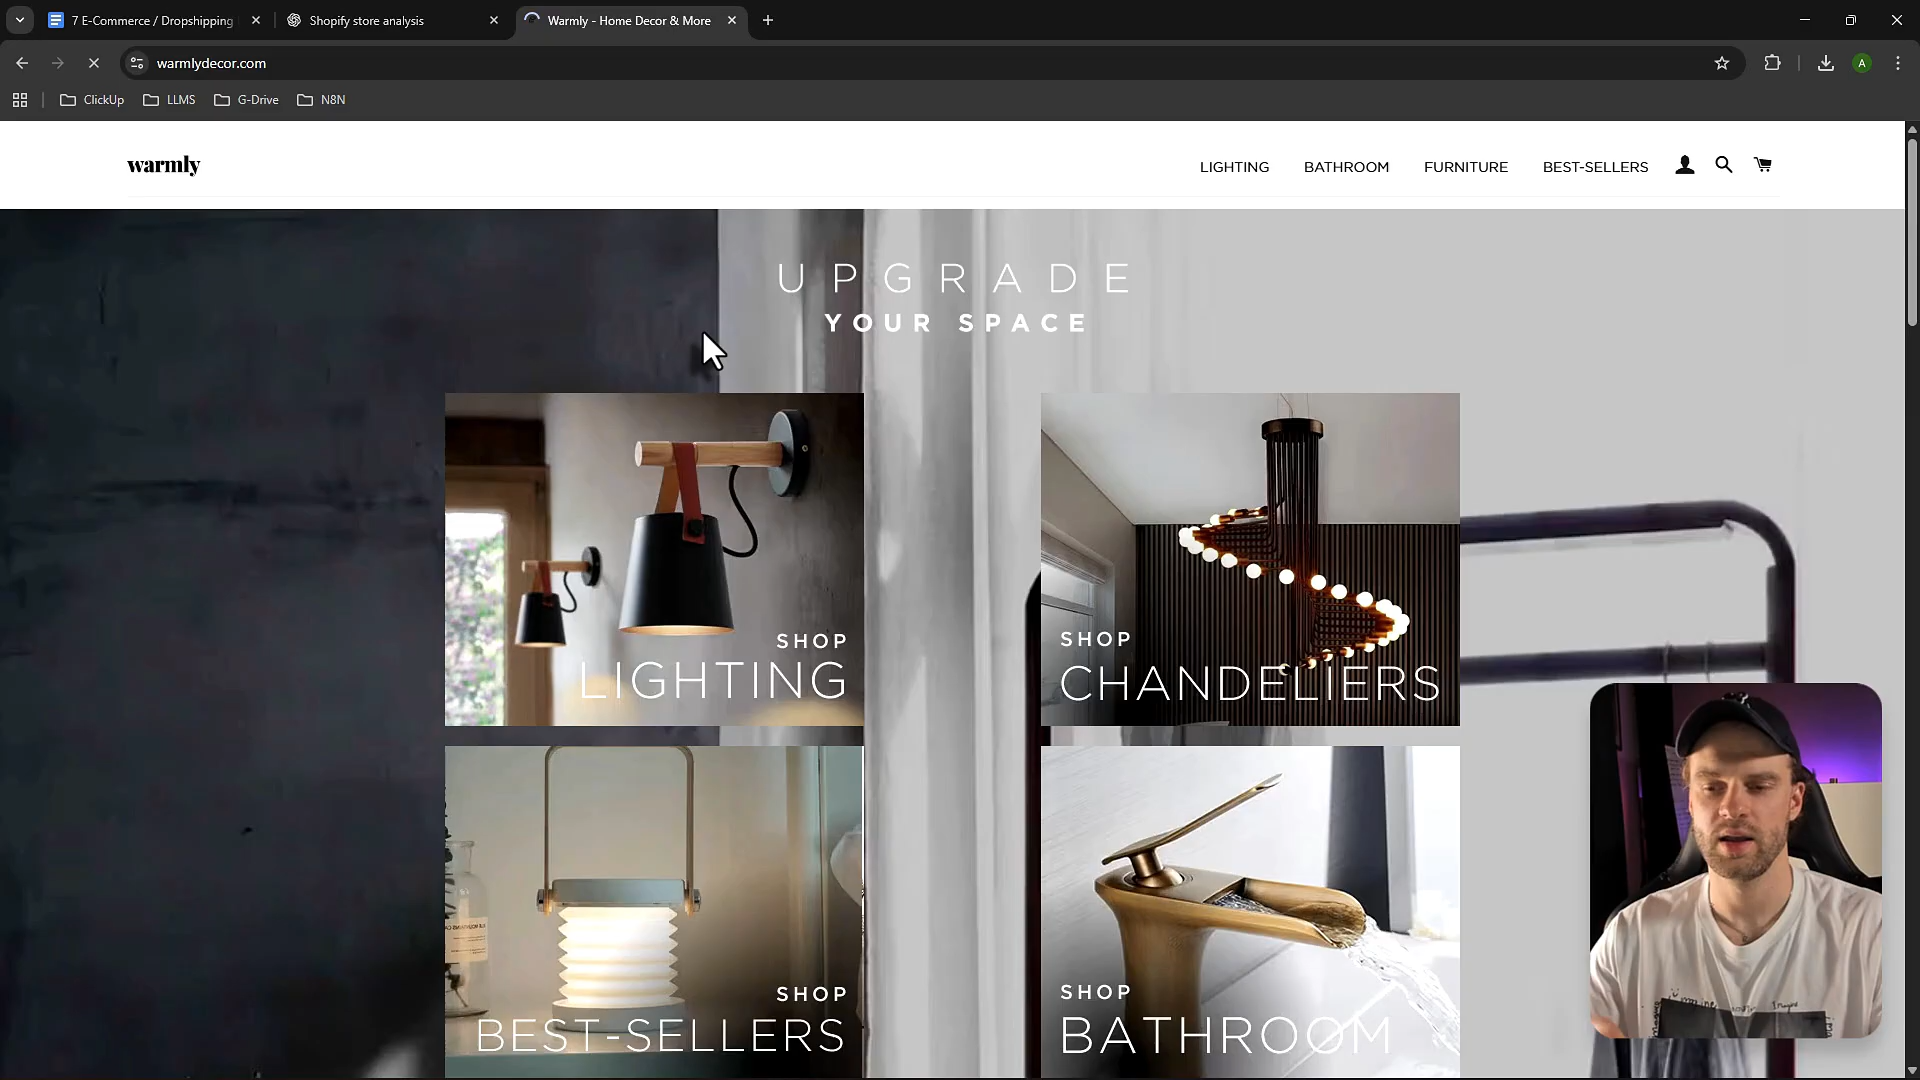 7 E-Commerce / Dropshipping
Shopify store analysis
Warmly - Home Decor & More
warmlydecor.com
A
ClickUp
LLMS
G-Drive
N8N
warmly
LIGHTING
BATHROOM
FURNITURE
BEST-SELLERS
UPGRADE
YOUR SPACE
SHOP
LIGHTING
SHOP
CHANDELIERS
SHOP
BEST-SELLERS
SHOP
BATHROOM